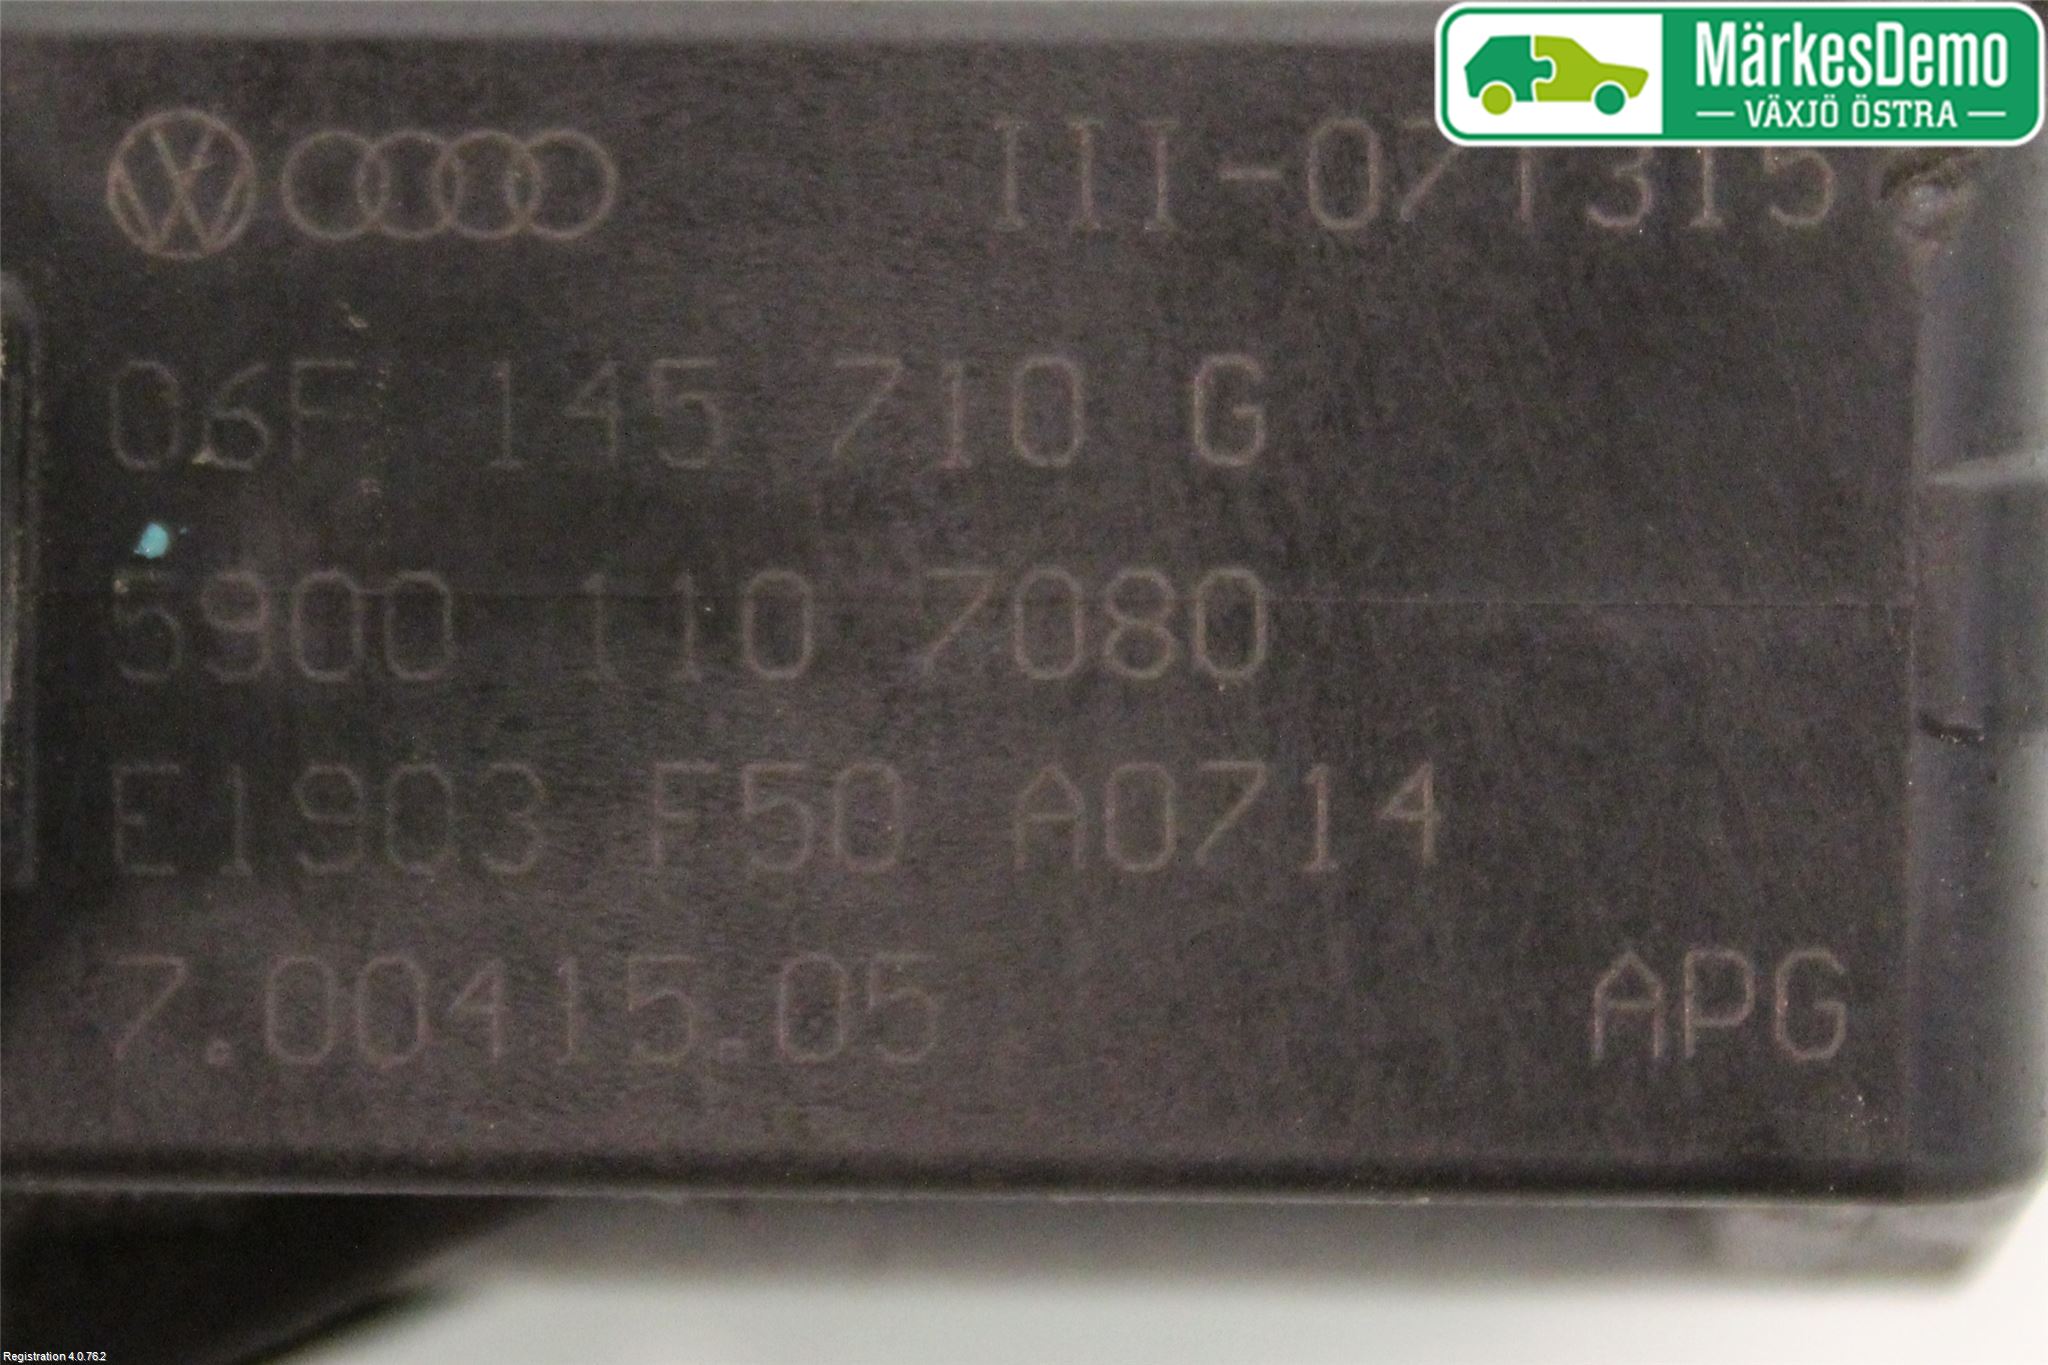 MärkesDemo
VÄXJÖ ÖSTRA
III-071315
06F 145 710 G
5900 110 7080
E1903 F50 A0714
7.00415.05 APG
Registration 4.0.76.2